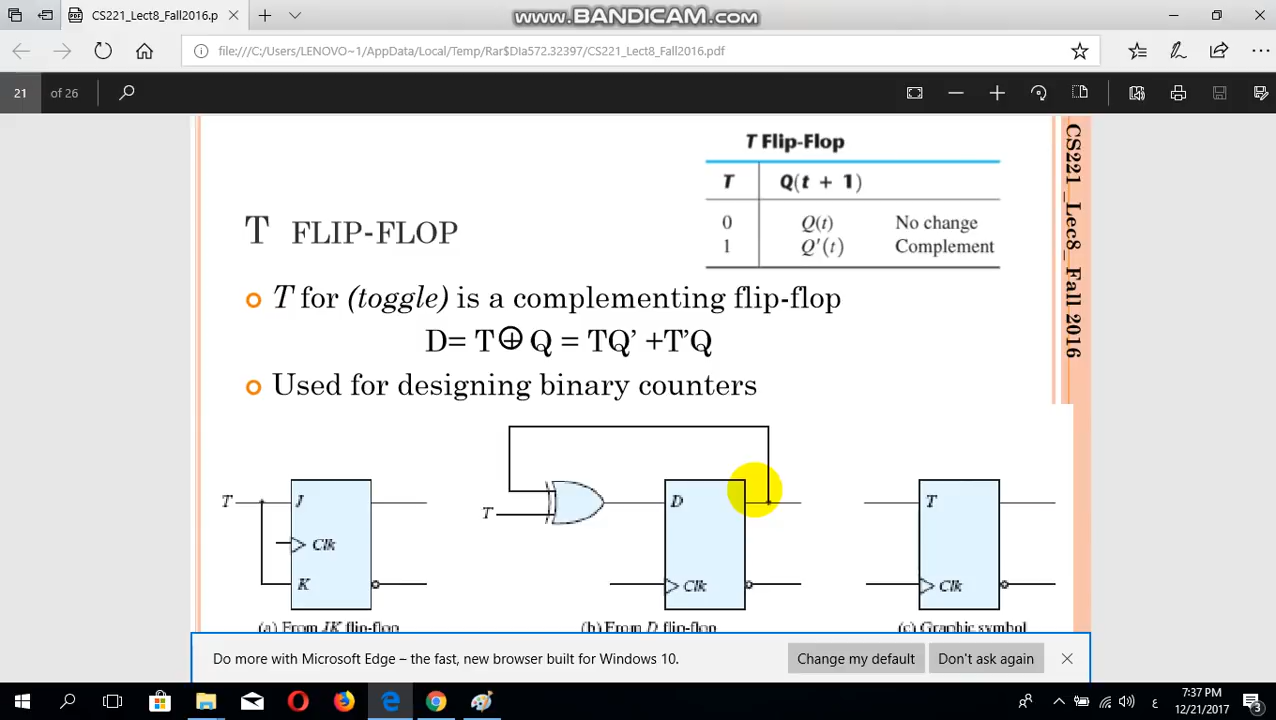 www.BANDICAM.com
CS221_Lect8_Fall2016.p
file:///C:/Users/LENOVO~1/AppData/Local/Temp/Rar$DIa572.32397/CS221_Lect8_Fall2016.pdf
21 of 26
T Flip-Flop
T Q(t + 1)
0 Q(t) No change
1 Q′(t) Complement
CS221_Lec8_ Fall 2016
T FLIP-FLOP
T for (toggle) is a complementing flip-flop
D= T⊕Q = TQ’ +T’Q
Used for designing binary counters
T J
Clk
K
T D
Clk
T
Clk
(a) From JK flip-flop
(b) From D flip-flop
(c) Graphic symbol
Do more with Microsoft Edge – the fast, new browser built for Windows 10.
Change my default
Don't ask again
ع
7:37 PM
12/21/2017
3